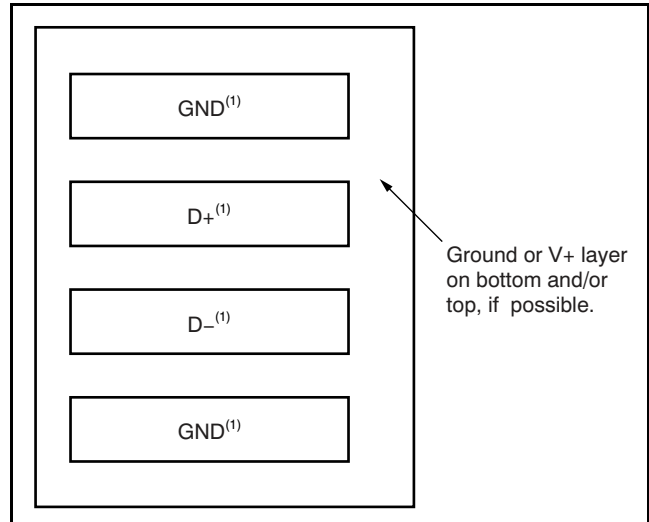 GND(1)
D+(1)
Ground or V+ layer
on bottom and/or
top, if possible.
D−(1)
GND(1)